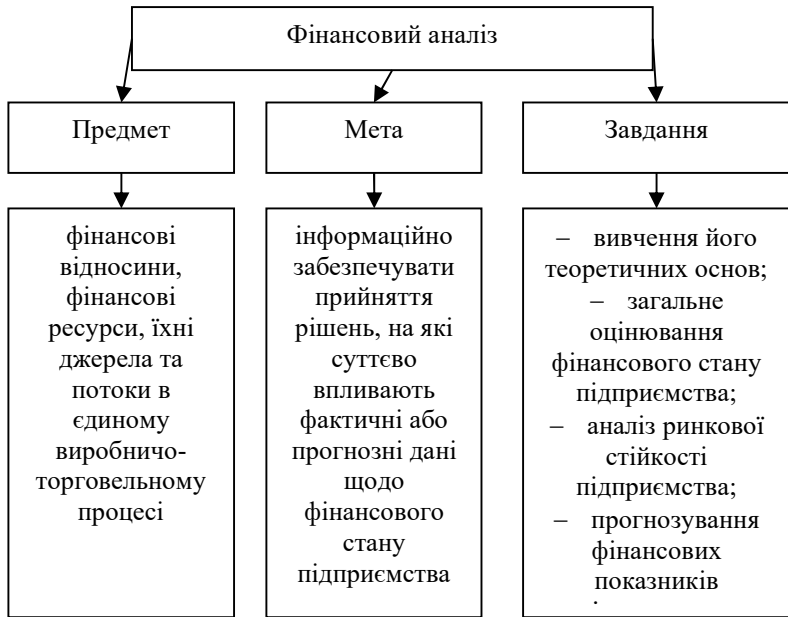 Фінансовий аналіз
Предмет
Мета
Завдання
фінансові
відносини,
фінансові
ресурси, їхні
джерела та
потоки в
єдиному
виробничо-
торговельному
процесі
інформаційно
забезпечувати
прийняття
рішень, на які
суттєво
впливають
фактичні або
прогнозні дані
щодо
фінансового
стану
підприємства
– вивчення його
теоретичних основ;
– загальне
оцінювання
фінансового стану
підприємства;
– аналіз ринкової
стійкості
підприємства;
– прогнозування
фінансових
показників